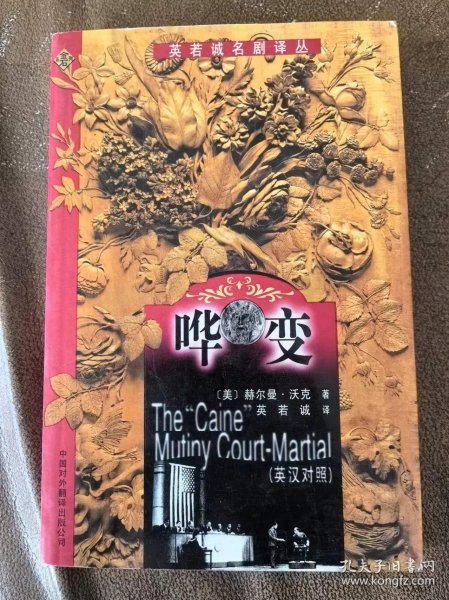 英若诚名剧译丛
哗变
〔美〕赫尔曼·沃克 著
英若诚 译
The "Caine"
Mutiny Court-Martial
(英汉对照)
中国对外翻译出版公司
孔夫子旧书网
www.kongfz.com